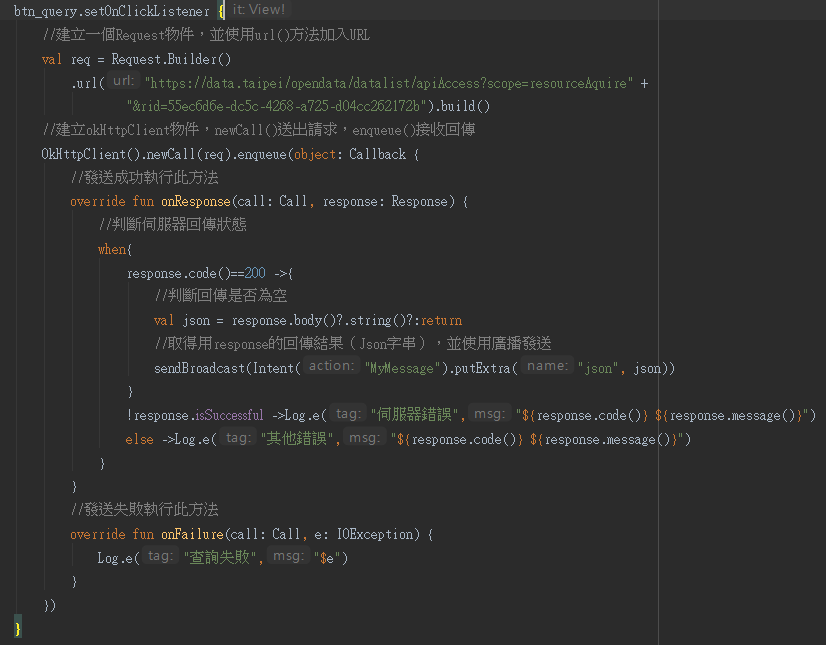 btn_query.setOnClickListener { it: View!
//建立一個Request物件，並使用url()方法加入URL
val req = Request.Builder()
.url( url: "https://data.taipei/opendata/datalist/apiAccess?scope=resourceAquire" +
"&rid=55ec6d6e-dc5c-4268-a725-d04cc262172b").build()
//建立okHttpClient物件，newCall()送出請求，enqueue()接收回傳
OkHttpClient().newCall(req).enqueue(object: Callback {
//發送成功執行此方法
override fun onResponse(call: Call, response: Response) {
//判斷伺服器回傳狀態
when{
response.code()==200 ->{
//判斷回傳是否為空
val json = response.body()?.string()?:return
//取得用response的回傳結果（Json字串），並使用廣播發送
sendBroadcast(Intent( action: "MyMessage").putExtra( name: "json", json))
}
!response.isSuccessful ->Log.e( tag: "伺服器錯誤", msg: "${response.code()} ${response.message()}")
else ->Log.e( tag: "其他錯誤", msg: "${response.code()} ${response.message()}")
}
}
//發送失敗執行此方法
override fun onFailure(call: Call, e: IOException) {
Log.e( tag: "查詢失敗", msg: "$e")
}
})
}